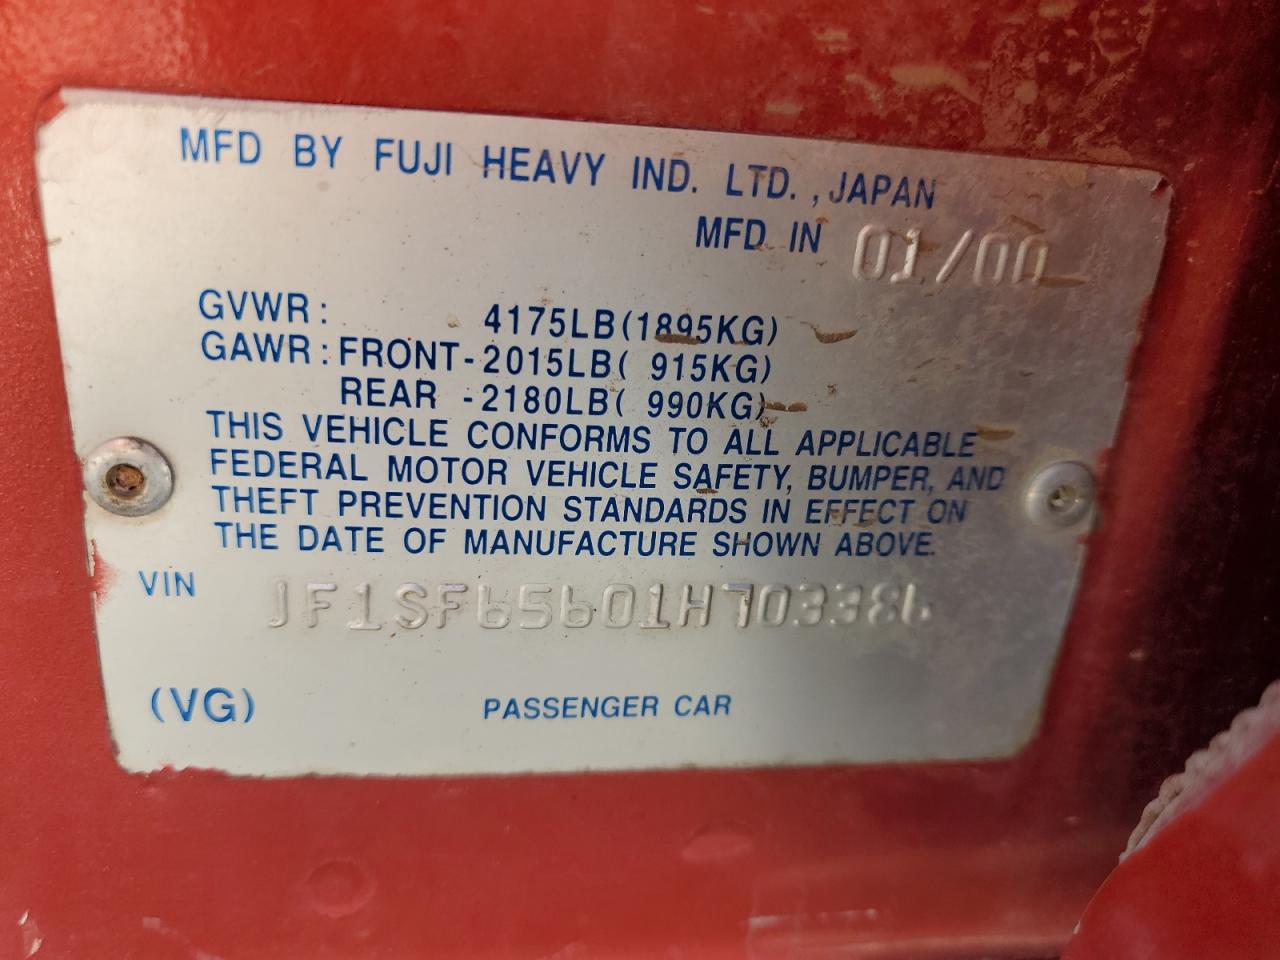 MFD BY FUJI HEAVY IND. LTD., JAPAN
MFD IN 01/00
GVWR: 4175LB(1895KG)
GAWR: FRONT-2015LB( 915KG)
REAR -2180LB( 990KG)
THIS VEHICLE CONFORMS TO ALL APPLICABLE
FEDERAL MOTOR VEHICLE SAFETY, BUMPER, AND
THEFT PREVENTION STANDARDS IN EFFECT ON
THE DATE OF MANUFACTURE SHOWN ABOVE.
VIN JF1SF65601H703386
(VG) PASSENGER CAR